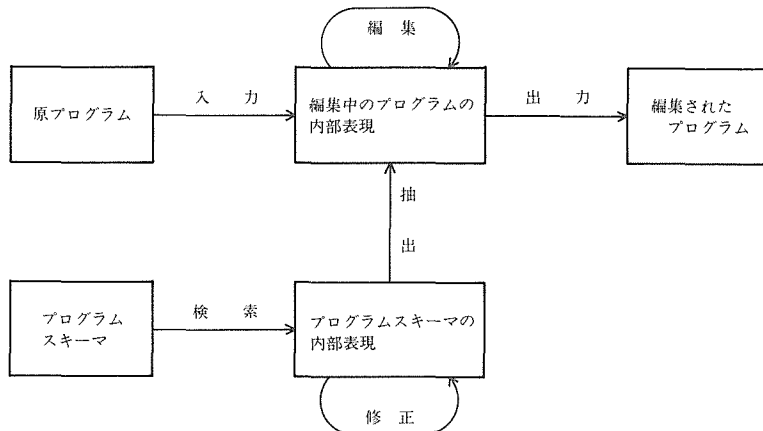 編 集
原プログラム
入 力
編集中のプログラムの
内部表現
出 力
編集された
プログラム
抽
出
プログラム
スキーマ
検 索
プログラムスキーマの
内部表現
修 正